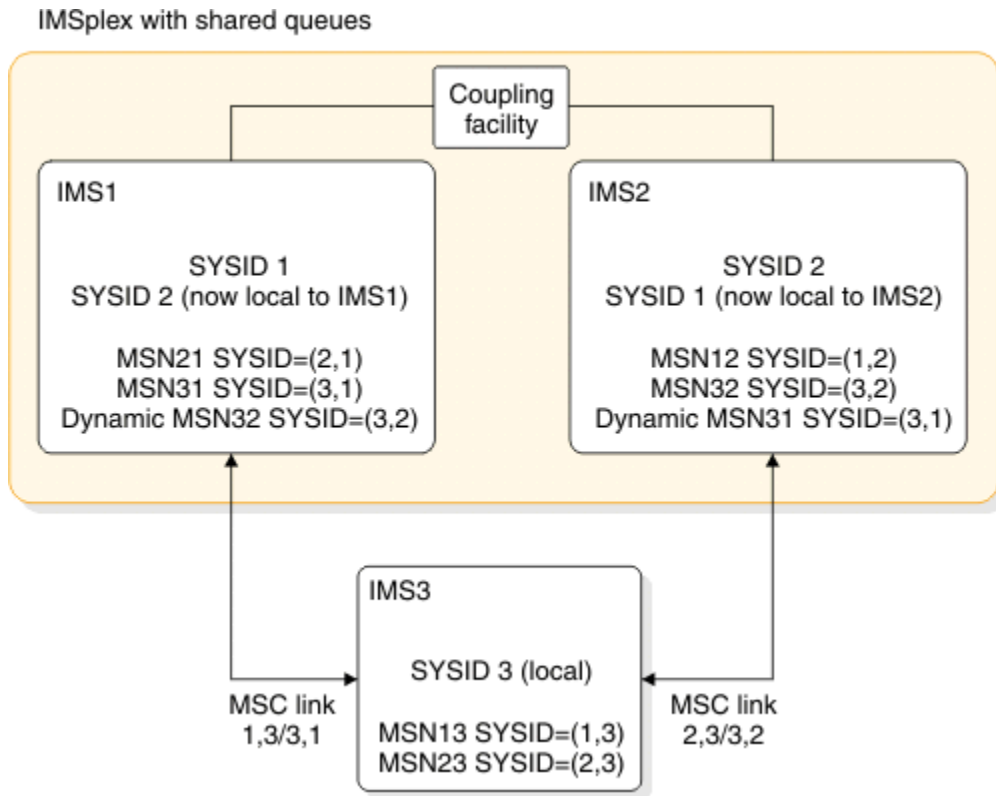 IMSplex with shared queues
Coupling
facility
IMS1
SYSID 1
SYSID 2 (now local to IMS1)
MSN21 SYSID=(2,1)
MSN31 SYSID=(3,1)
Dynamic MSN32 SYSID=(3,2)
IMS2
SYSID 2
SYSID 1 (now local to IMS2)
MSN12 SYSID=(1,2)
MSN32 SYSID=(3,2)
Dynamic MSN31 SYSID=(3,1)
IMS3
SYSID 3 (local)
MSN13 SYSID=(1,3)
MSN23 SYSID=(2,3)
MSC link
1,3/3,1
MSC link
2,3/3,2